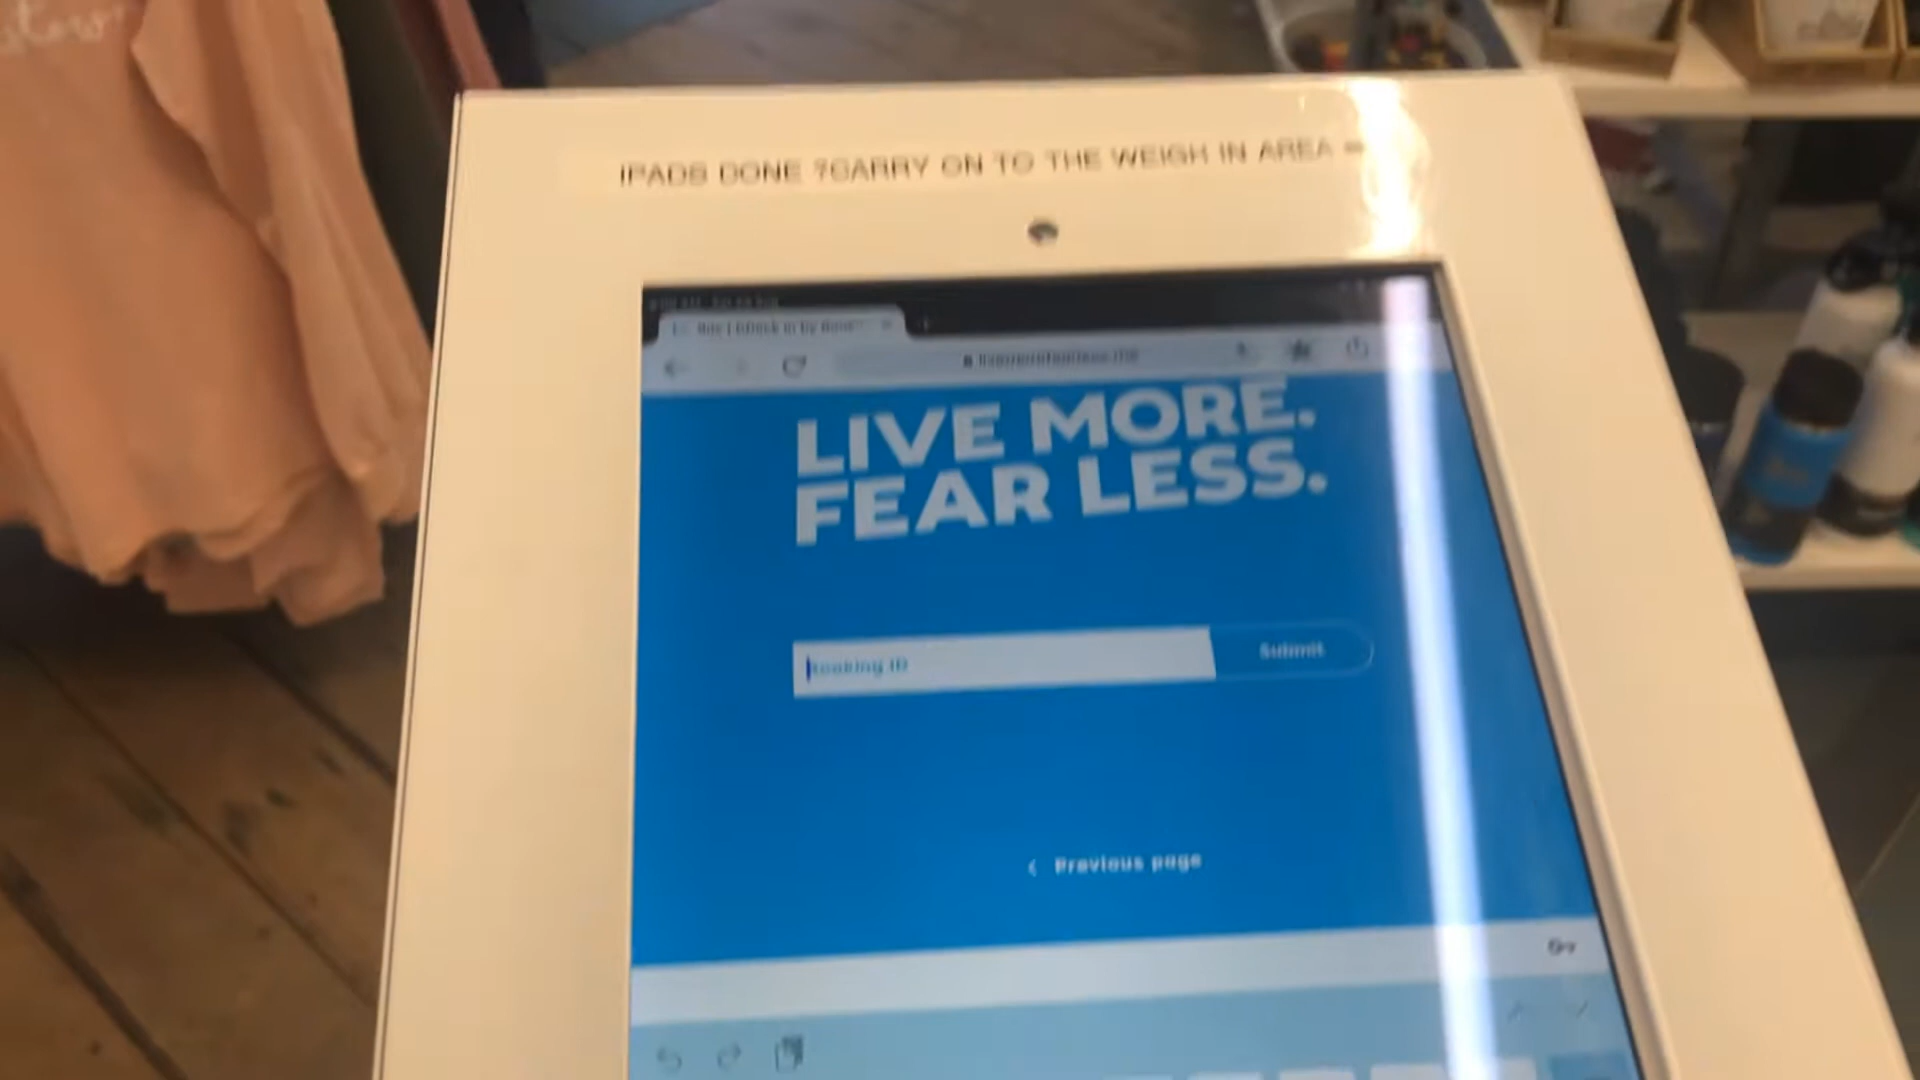 IPADS DONE ?CARRY ON TO THE WEIGH IN AREA
LIVE MORE.
FEAR LESS.
Booking ID
Submit
Previous page